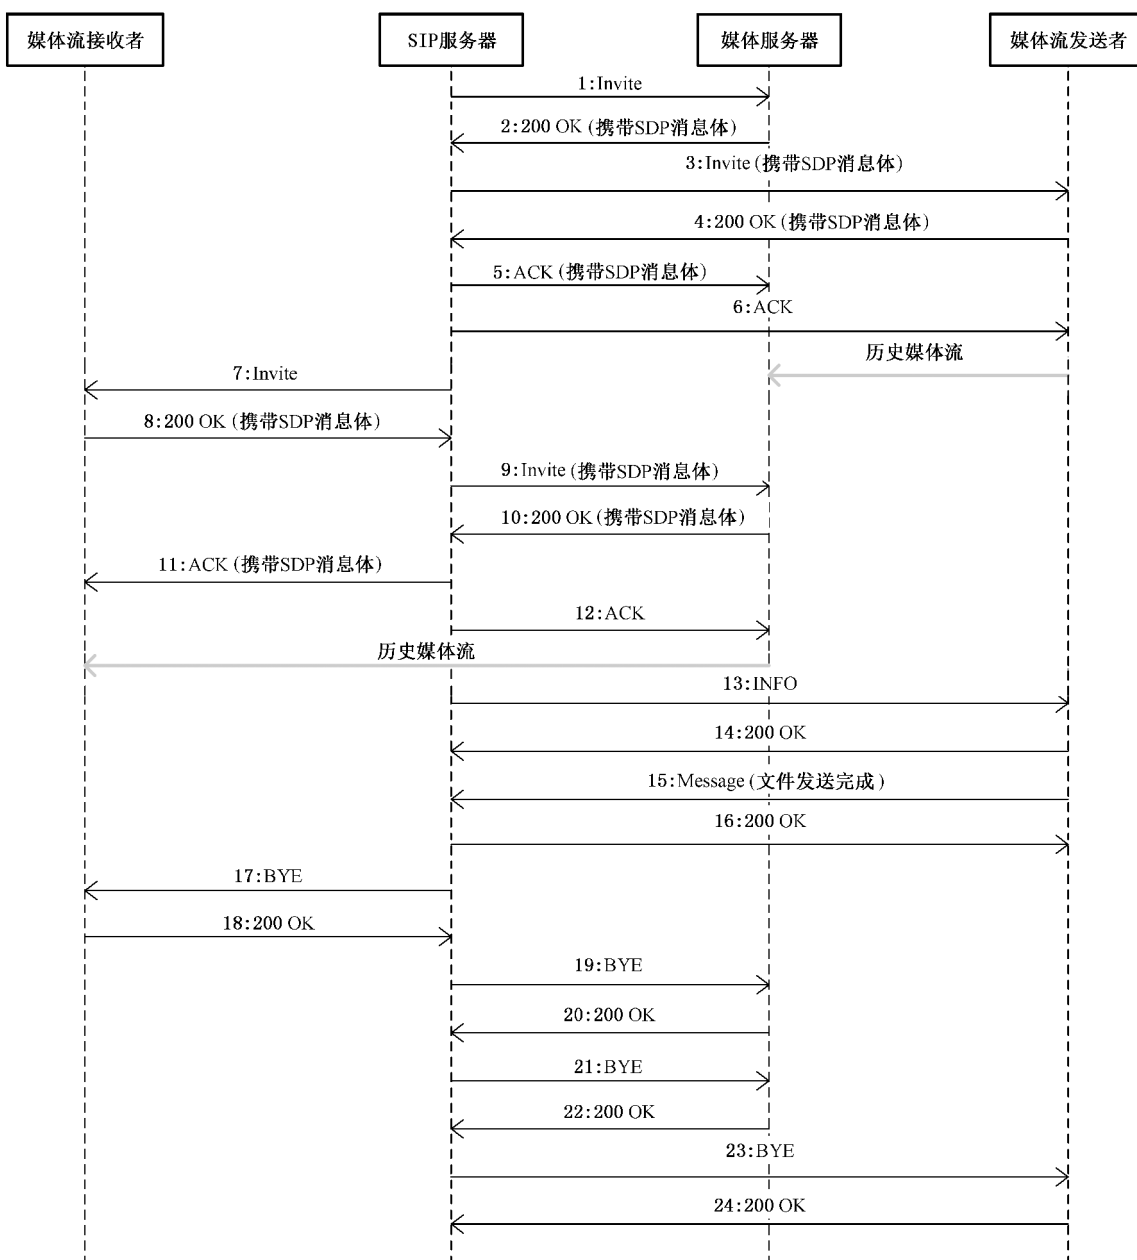 媒体流接收者
SIP服务器
媒体服务器
媒体流发送者
1:Invite
2:200 OK (携带SDP消息体)
3:Invite (携带SDP消息体)
4:200 OK (携带SDP消息体)
5:ACK (携带SDP消息体)
6:ACK
历史媒体流
7:Invite
8:200 OK (携带SDP消息体)
9:Invite (携带SDP消息体)
10:200 OK (携带SDP消息体)
11:ACK (携带SDP消息体)
12:ACK
历史媒体流
13:INFO
14:200 OK
15:Message (文件发送完成)
16:200 OK
17:BYE
18:200 OK
19:BYE
20:200 OK
21:BYE
22:200 OK
23:BYE
24:200 OK